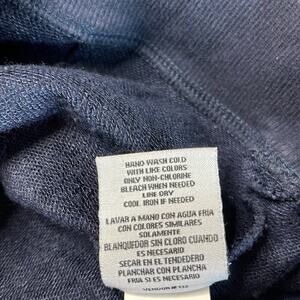 HAND WASH COLD
WITH LIKE COLORS
ONLY NON-CHLORINE
BLEACH WHEN NEEDED
LINE DRY
COOL IRON IF NEEDED
LAVAR A MANO CON AGUA FRIA
CON COLORES SIMILARES
SOLAMENTE
BLANQUEDOR SIN CLORO CUANDO
ES NECESARIO
SECAR EN EL TENDEDERO
PLANCHAR CON PLANCHA
FRIA SI ES NECESARIO
VENDOR #